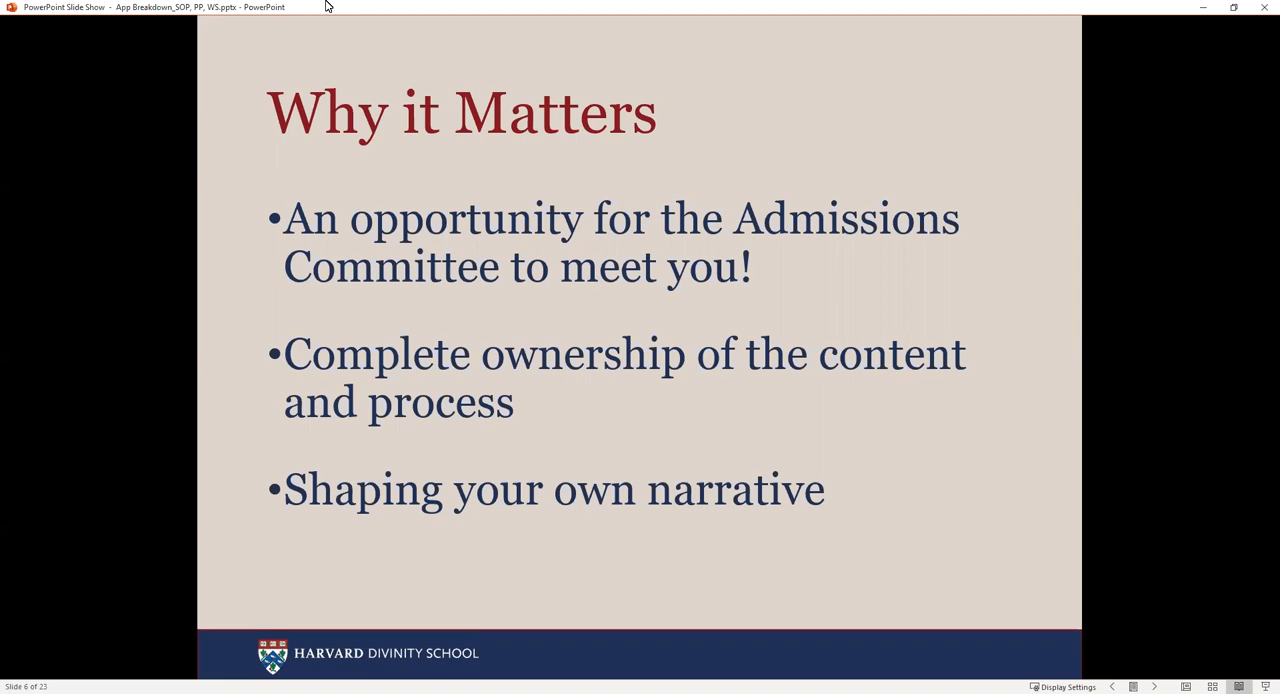 PowerPoint Slide Show - App Breakdown_SOP, PP, WS.pptx - PowerPoint
Why it Matters
•An opportunity for the Admissions
Committee to meet you!
•Complete ownership of the content
and process
•Shaping your own narrative
HARVARD DIVINITY SCHOOL
Slide 6 of 23
Display Settings